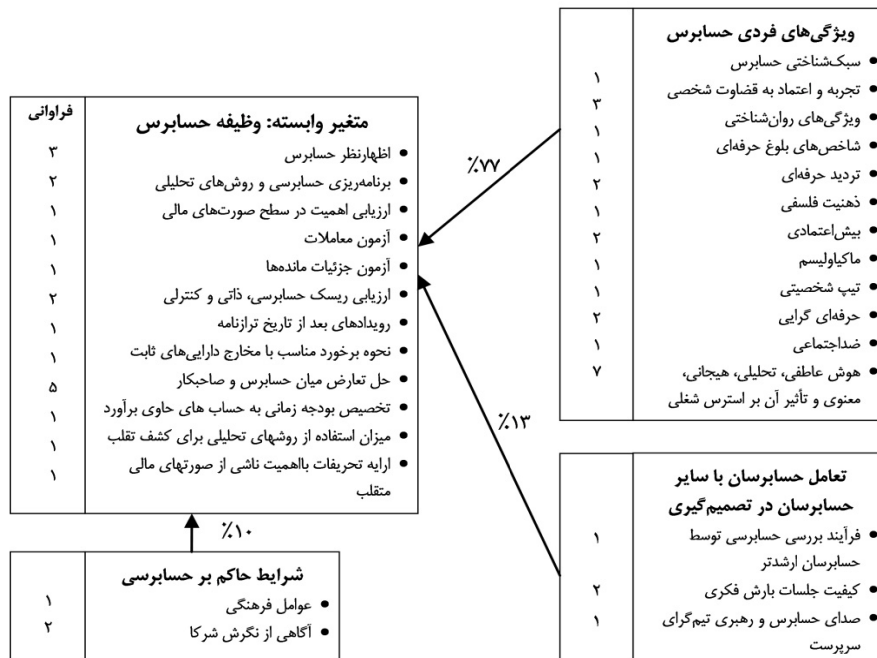 ویژگی‌های فردی حسابرس
• سبک‌شناختی حسابرس
۱
• تجربه و اعتماد به قضاوت شخصی
۳
• ویژگی‌های روان‌شناختی
۱
• شاخص‌های بلوغ حرفه‌ای
۱
• تردید حرفه‌ای
۲
• ذهنیت فلسفی
۱
• بیش‌اعتمادی
۲
• ماکیاولیسم
۱
• تیپ شخصیتی
۱
• حرفه‌ای گرایی
۲
• ضداجتماعی
۱
• هوش عاطفی، تحلیلی، هیجانی،
۷
معنوی و تأثیر آن بر استرس شغلی
٪۷۷
متغیر وابسته: وظیفه حسابرس
فراوانی
• اظهارنظر حسابرس
۳
• برنامه‌ریزی حسابرسی و روش‌های تحلیلی
۲
• ارزیابی اهمیت در سطح صورت‌های مالی
۱
• آزمون معاملات
۱
• آزمون جزئیات مانده‌ها
۱
• ارزیابی ریسک حسابرسی، ذاتی و کنترلی
۲
• رویدادهای بعد از تاریخ ترازنامه
۱
• نحوه برخورد مناسب با مخارج دارایی‌های ثابت
۱
• حل تعارض میان حسابرس و صاحبکار
۵
• تخصیص بودجه زمانی به حساب های حاوی برآورد
۱
• میزان استفاده از روشهای تحلیلی برای کشف تقلب
۱
• ارایه تحریفات بااهمیت ناشی از صورتهای مالی
۱
متقلب
٪۱۳
تعامل حسابرسان با سایر
حسابرسان در تصمیم‌گیری
• فرآیند بررسی حسابرسی توسط
۱
حسابرسان ارشدتر
• کیفیت جلسات بارش فکری
۲
• صدای حسابرس و رهبری تیم‌گرای
۱
سرپرست
٪۱۰
شرایط حاکم بر حسابرسی
• عوامل فرهنگی
۱
• آگاهی از نگرش شرکا
۲